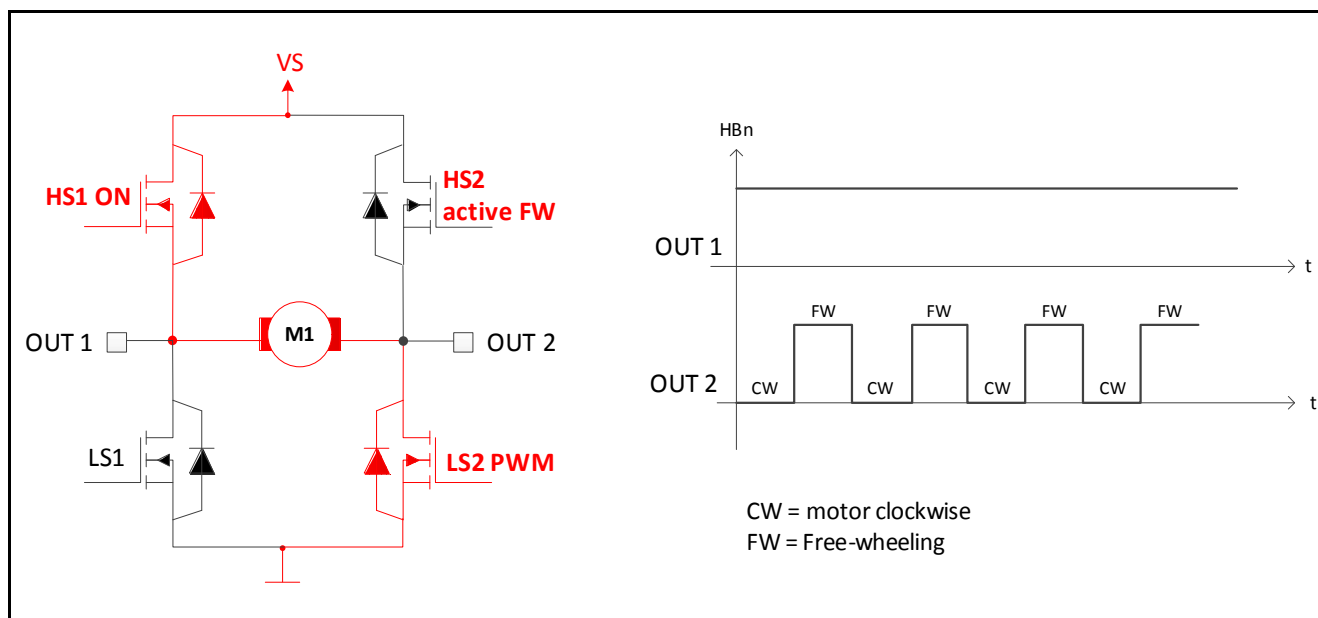 VS
HS1 ON
HS2
active FW
OUT 1
M1
OUT 2
LS1
LS2 PWM
HBn
OUT 1
t
FW
FW
FW
FW
OUT 2
CW
CW
CW
CW
t
CW = motor clockwise
FW = Free-wheeling